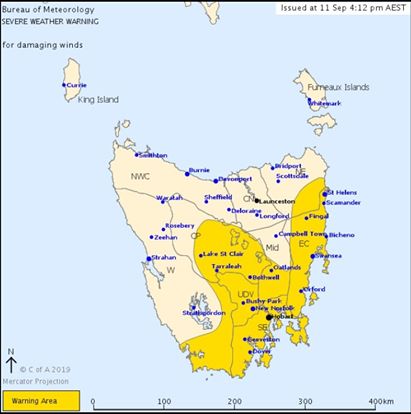 Bureau of Meteorology
Issued at 11 Sep 4:12 pm AEST
SEVERE WEATHER WARNING
for damaging winds
Currie
King Island
Furneaux Islands
Whitemark
Smithton
Burnie
Devonport
Bridport
NE
Scottsdale
NWC
Waratah
Sheffield
CN
Launceston
St Helens
Scamander
Deloraine
Longford
Fingal
Rosebery
Zeehan
CP
Campbell Town
Bicheno
Mid
EC
Strahan
Lake St Clair
Swansea
W
Tarraleah
Oatlands
Bothwell
UDV
Orford
Bushy Park
New Norfolk
Strathgordon
Hobart
SE
Geeveston
Dover
N
© C of A 2019
Mercator Projection
Warning Area
0
100
200
300
400km